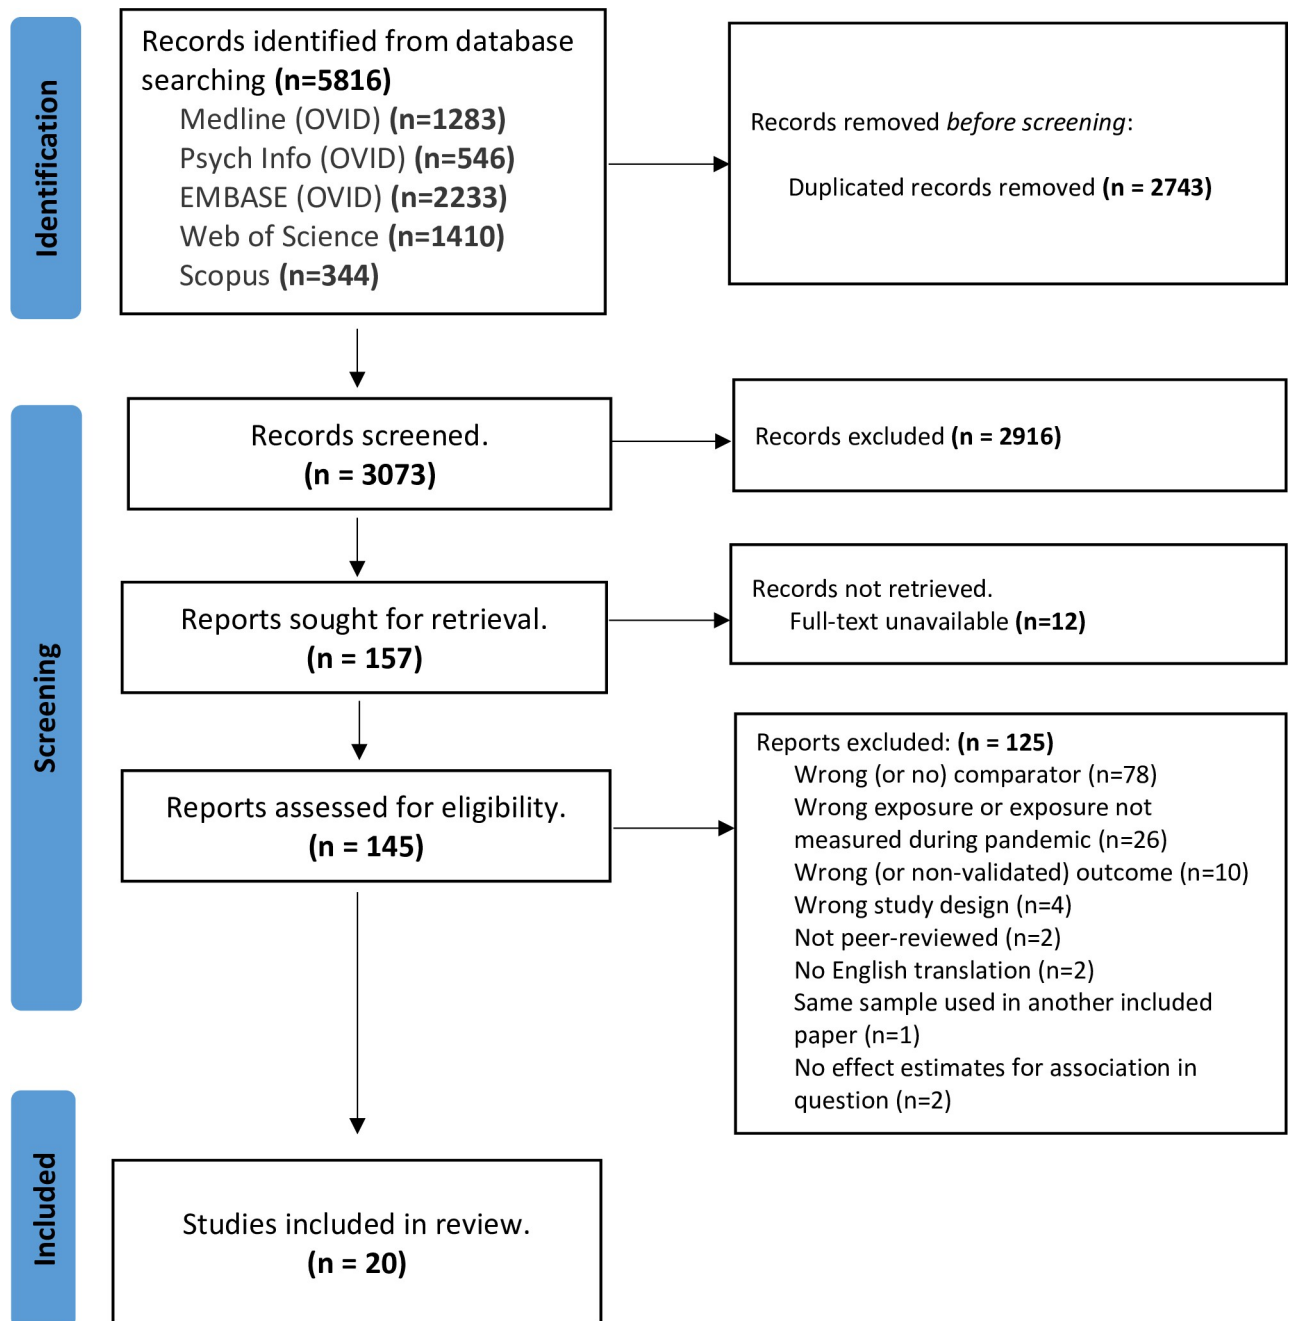 Identification
Records identified from database
searching (n=5816)
Medline (OVID) (n=1283)
Psych Info (OVID) (n=546)
EMBASE (OVID) (n=2233)
Web of Science (n=1410)
Scopus (n=344)
Records removed before screening:
Duplicated records removed (n = 2743)
Screening
Records screened.
(n = 3073)
Records excluded (n = 2916)
Reports sought for retrieval.
(n = 157)
Records not retrieved.
Full-text unavailable (n=12)
Reports assessed for eligibility.
(n = 145)
Reports excluded: (n = 125)
Wrong (or no) comparator (n=78)
Wrong exposure or exposure not
measured during pandemic (n=26)
Wrong (or non-validated) outcome (n=10)
Wrong study design (n=4)
Not peer-reviewed (n=2)
No English translation (n=2)
Same sample used in another included
paper (n=1)
No effect estimates for association in
question (n=2)
Included
Studies included in review.
(n = 20)